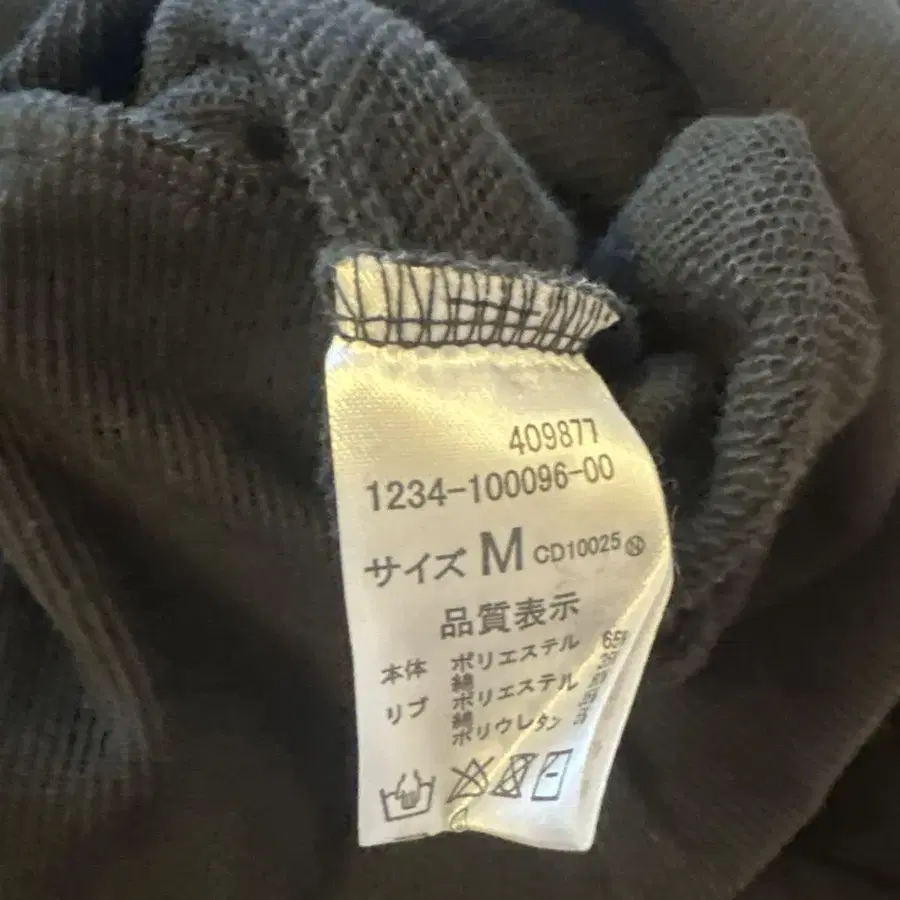 409877
1234-100096-00
サイズ M CD10025 Ⓝ
品質表示
本体 ポリエステル
綿
リブ ポリエステル
綿
ポリウレタン